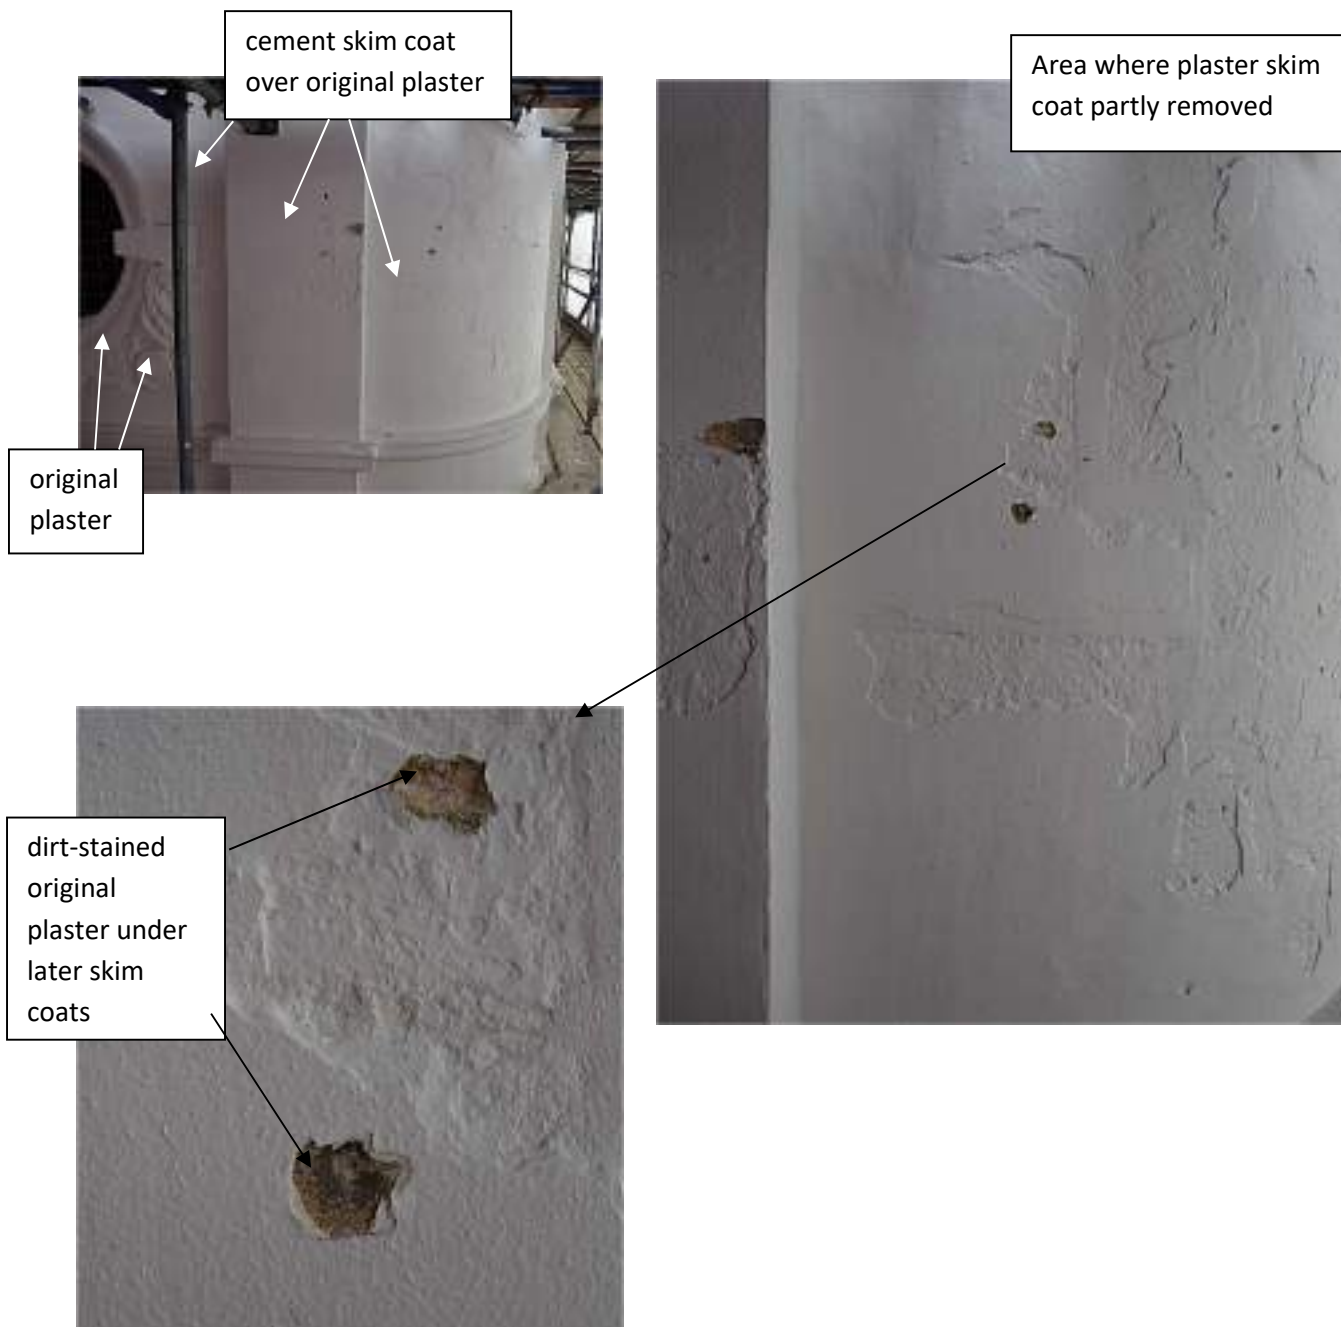 cement skim coat
over original plaster
Area where plaster skim
coat partly removed
original
plaster
dirt-stained
original
plaster under
later skim
coats